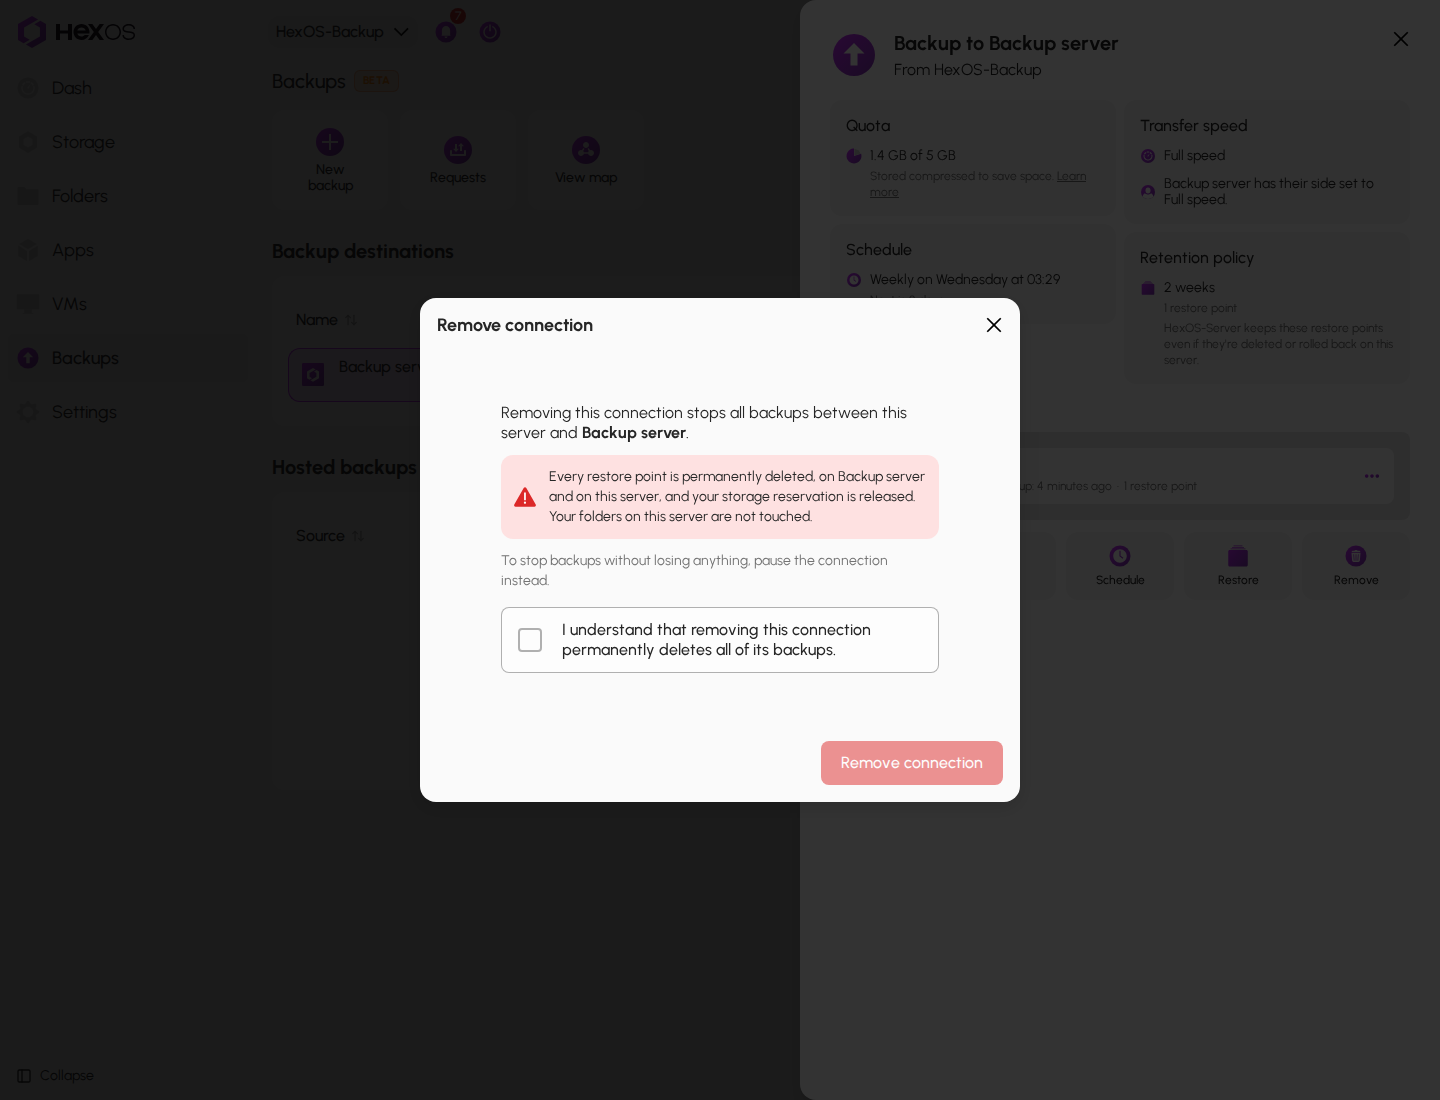 HexOS
HexOS-Backup
7
Dash
Storage
Folders
Apps
VMs
Backups
Settings
Collapse
Backups BETA
New
backup
Requests
View map
Backup destinations
Name
Backup
Hosted backups
Source
Backup to Backup server
From HexOS-Backup
Quota
1.4 GB of 5 GB
Stored compressed to save space. Learn
more
Schedule
Weekly on Wednesday at 03:29
Transfer speed
Full speed
Backup server has their side set to
Full speed.
Retention policy
2 weeks
1 restore point
HexOS-Server keeps these restore points
even if they're deleted or rolled back on this
server.
4 minutes ago · 1 restore point
Schedule
Restore
Remove
Remove connection
Removing this connection stops all backups between this
server and Backup server.
Every restore point is permanently deleted, on Backup server
and on this server, and your storage reservation is released.
Your folders on this server are not touched.
To stop backups without losing anything, pause the connection
instead.
I understand that removing this connection
permanently deletes all of its backups.
Remove connection